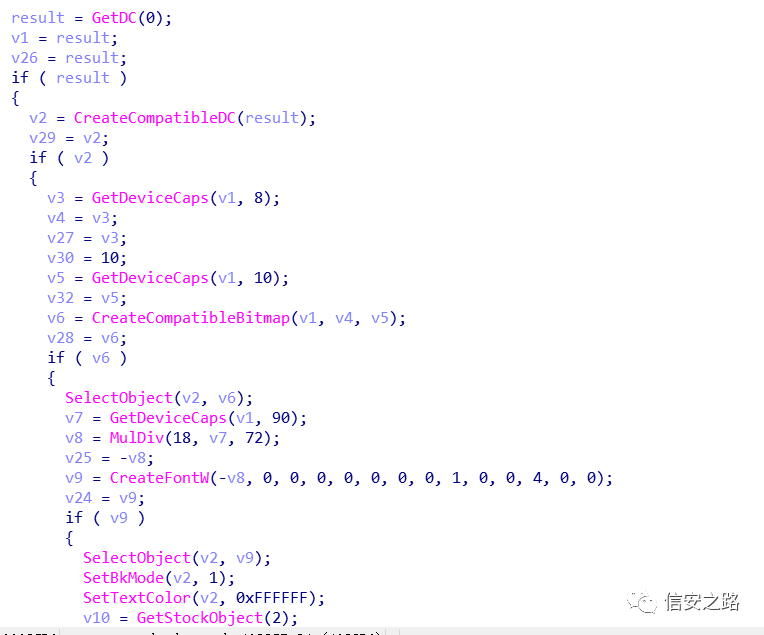 result = GetDC(0);
v1 = result;
v26 = result;
if ( result )
{
v2 = CreateCompatibleDC(result);
v29 = v2;
if ( v2 )
{
v3 = GetDeviceCaps(v1, 8);
v4 = v3;
v27 = v3;
v30 = 10;
v5 = GetDeviceCaps(v1, 10);
v32 = v5;
v6 = CreateCompatibleBitmap(v1, v4, v5);
v28 = v6;
if ( v6 )
{
SelectObject(v2, v6);
v7 = GetDeviceCaps(v1, 90);
v8 = MulDiv(18, v7, 72);
v25 = -v8;
v9 = CreateFontW(-v8, 0, 0, 0, 0, 0, 0, 0, 1, 0, 0, 4, 0, 0);
v24 = v9;
if ( v9 )
{
SelectObject(v2, v9);
SetBkMode(v2, 1);
SetTextColor(v2, 0xFFFFFF);
v10 = GetStockObject(2);
信安之路